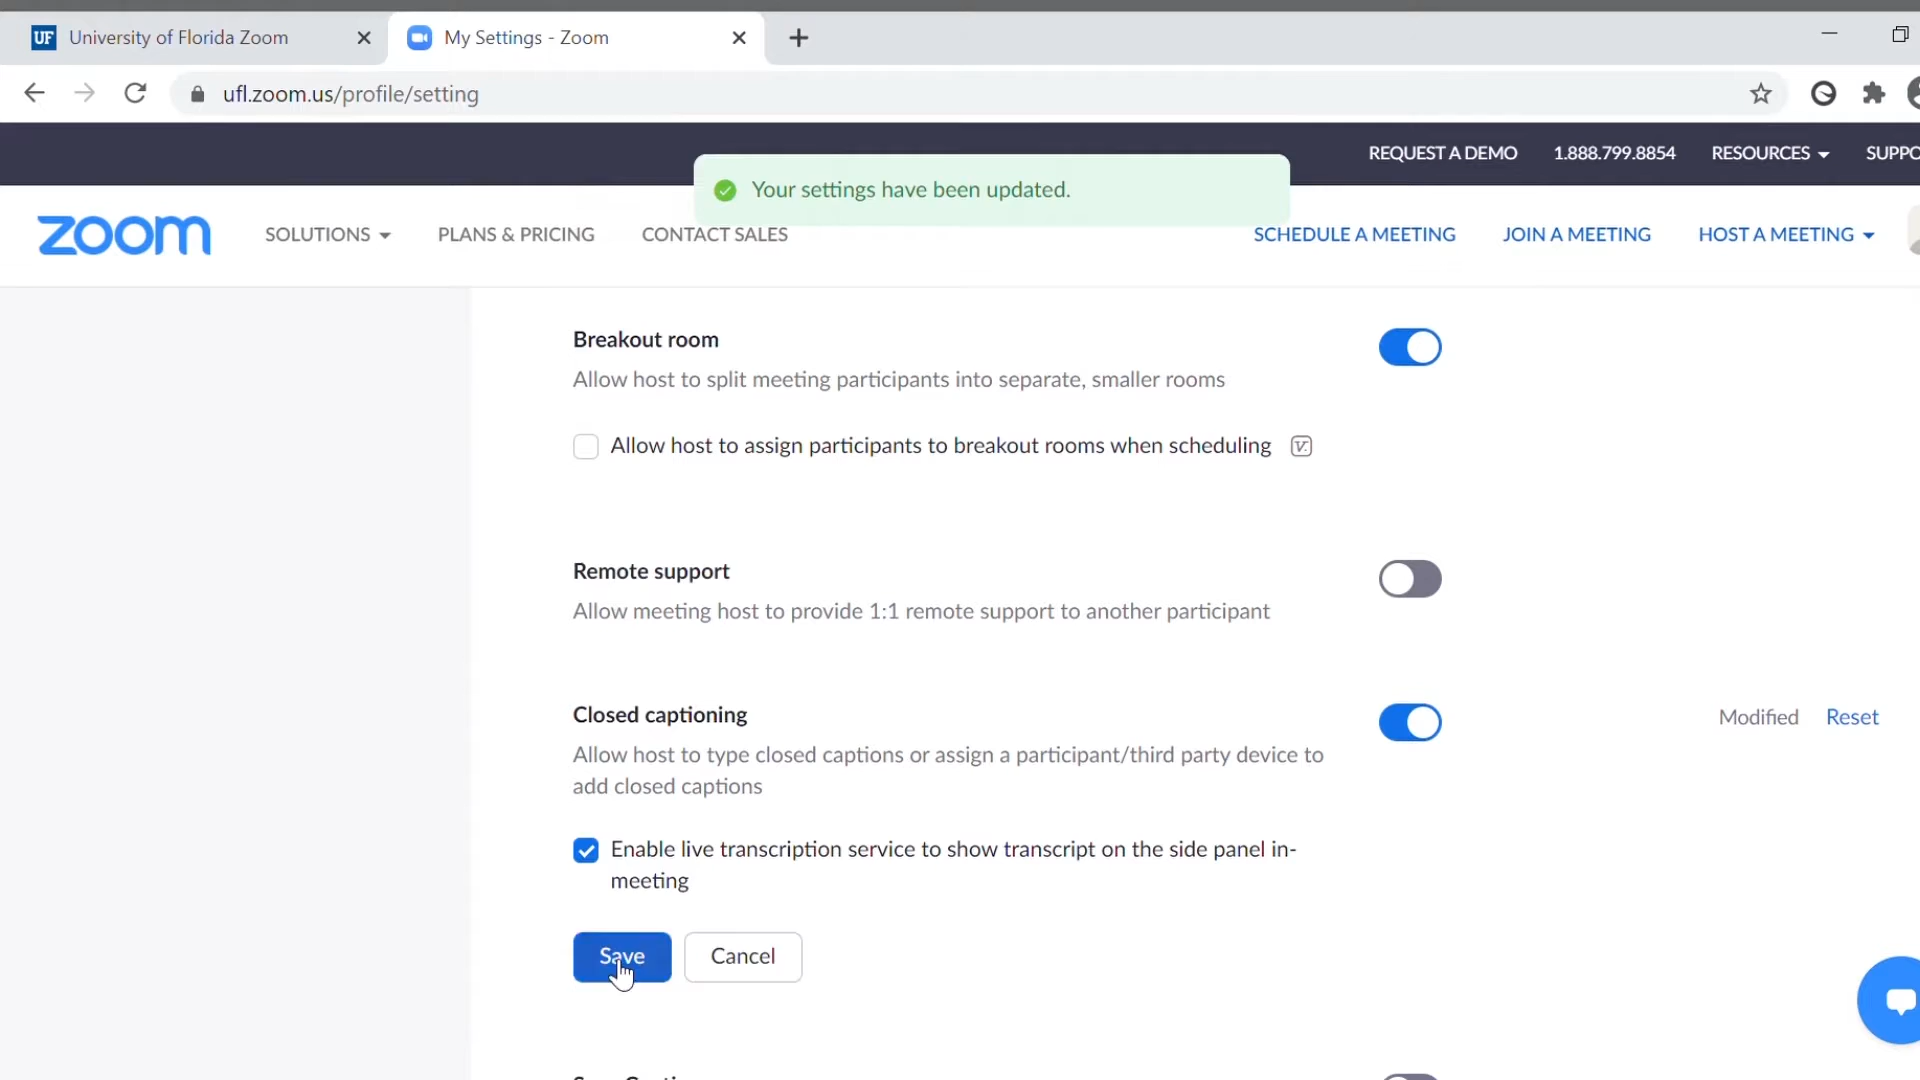 UF University of Florida Zoom
My Settings - Zoom
ufl.zoom.us/profile/setting
REQUEST A DEMO 1.888.799.8854 RESOURCES
Your settings have been updated.
zoom SOLUTIONS PLANS & PRICING CONTACT SALES SCHEDULE A MEETING JOIN A MEETING HOST A MEETING
Breakout room
Allow host to split meeting participants into separate, smaller rooms
Allow host to assign participants to breakout rooms when scheduling
Remote support
Allow meeting host to provide 1:1 remote support to another participant
Closed captioning
Modified Reset
Allow host to type closed captions or assign a participant/third party device to
add closed captions
Enable live transcription service to show transcript on the side panel in-
meeting
Save Cancel